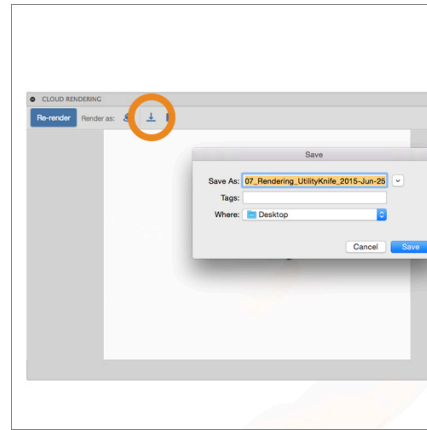 CLOUD RENDERING
Re-render Render as:
Save
Save As: 07_Rendering_UtilityKnife_2015-Jun-25
Tags:
Where: Desktop
Cancel Save